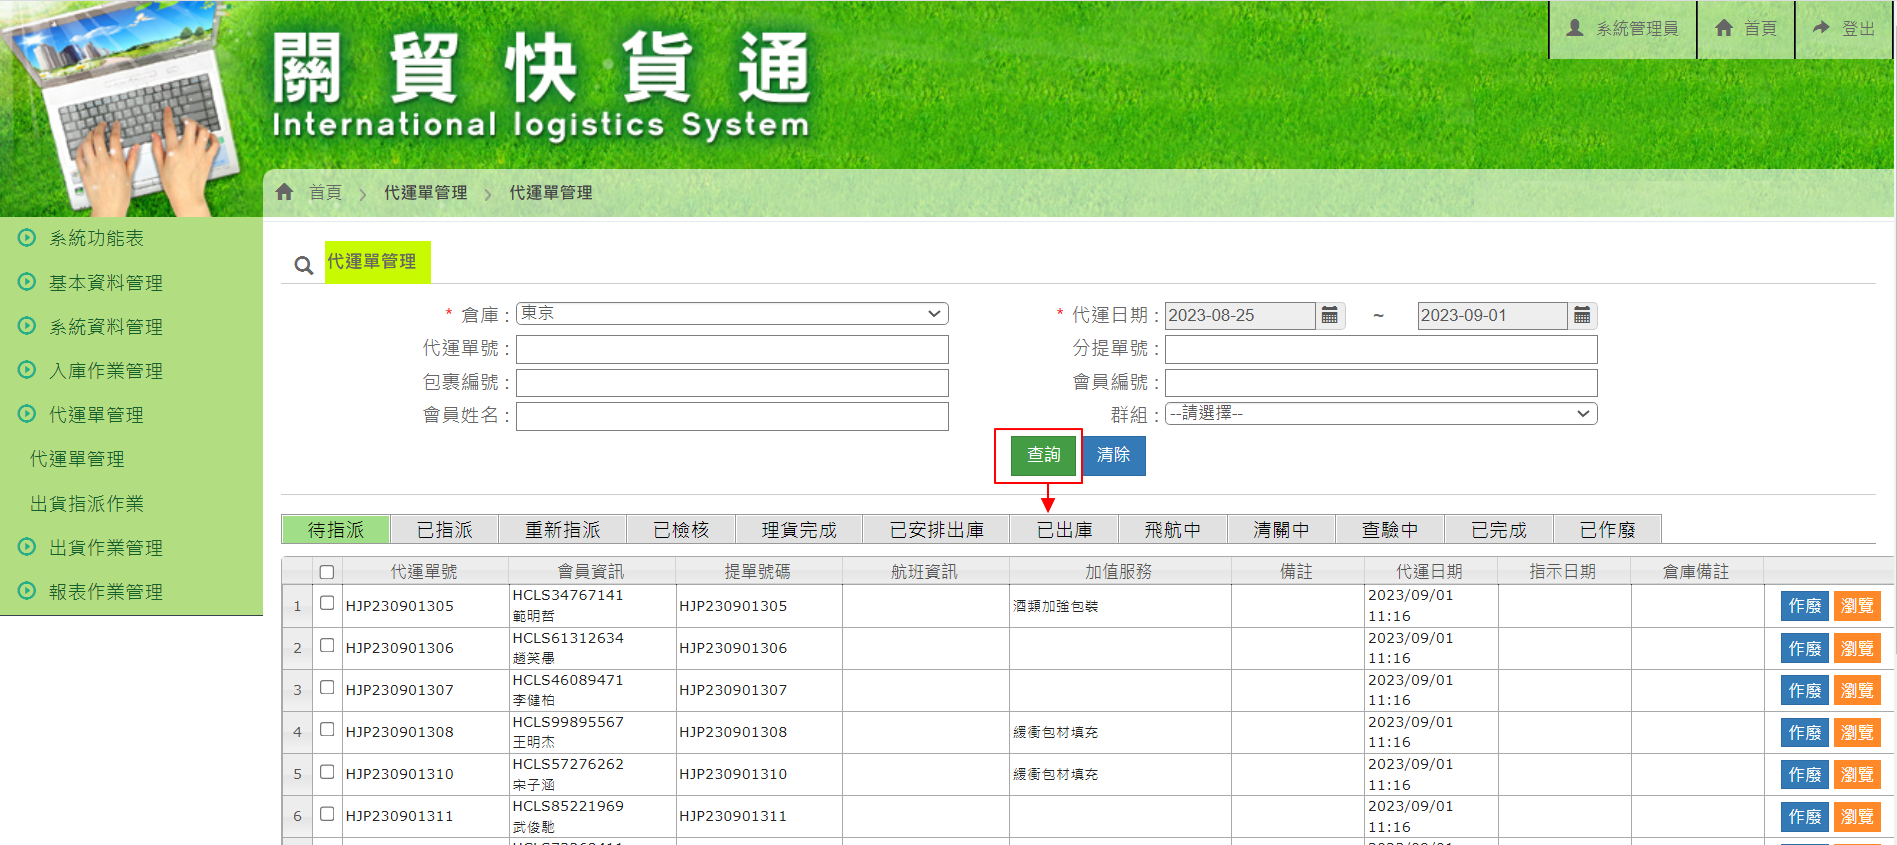 關貿快貨通
International logistics System
系統管理員
首頁
登出
首頁 > 代運單管理 > 代運單管理
系統功能表
基本資料管理
系統資料管理
入庫作業管理
代運單管理
代運單管理
出貨指派作業
出貨作業管理
報表作業管理
代運單管理
* 倉庫 : 東京
* 代運日期 : 2023-08-25 ~ 2023-09-01
代運單號 :
分提單號 :
包裹編號 :
會員編號 :
會員姓名 :
群組 : --請選擇--
查詢 清除
待指派 已指派 重新指派 已檢核 理貨完成 已安排出庫 已出庫 飛航中 清關中 查驗中 已完成 已作廢
代運單號 會員資訊 提單號碼 航班資訊 加值服務 備註 代運日期 指示日期 倉庫備註
1 HJP230901305 HCLS34767141 範明哲 HJP230901305 酒類加強包裝 2023/09/01 11:16 作廢 瀏覽
2 HJP230901306 HCLS61312634 趙笑愚 HJP230901306 2023/09/01 11:16 作廢 瀏覽
3 HJP230901307 HCLS46089471 李健柏 HJP230901307 2023/09/01 11:16 作廢 瀏覽
4 HJP230901308 HCLS99895567 王明杰 HJP230901308 緩衝包材填充 2023/09/01 11:16 作廢 瀏覽
5 HJP230901310 HCLS57276262 宋子涵 HJP230901310 緩衝包材填充 2023/09/01 11:16 作廢 瀏覽
6 HJP230901311 HCLS85221969 武俊馳 HJP230901311 2023/09/01 11:16 作廢 瀏覽